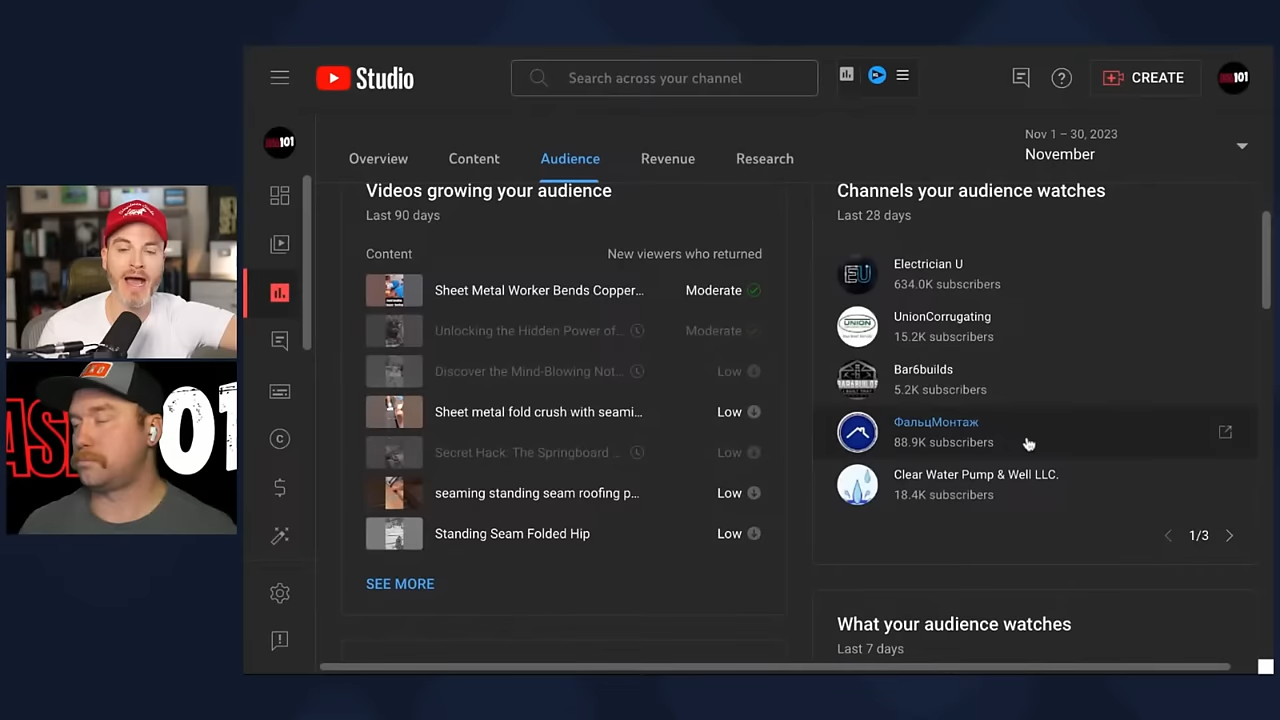 Studio
Search across your channel
CREATE
101
101
Nov 1 – 30, 2023
November
Overview
Content
Audience
Revenue
Research
Videos growing your audience
Last 90 days
Content
New viewers who returned
Sheet Metal Worker Bends Copper...
Moderate
Unlocking the Hidden Power of...
Moderate
Discover the Mind-Blowing Not...
Low
Sheet metal fold crush with seami...
Low
Secret Hack: The Springboard ...
Low
seaming standing seam roofing p...
Low
Standing Seam Folded Hip
Low
SEE MORE
Channels your audience watches
Last 28 days
EU
Electrician U
634.0K subscribers
UNION
UnionCorrugating
15.2K subscribers
BAR6BUILDS
Bar6builds
5.2K subscribers
ФальцМонтаж
88.9K subscribers
Clear Water Pump & Well LLC.
18.4K subscribers
1/3
What your audience watches
Last 7 days